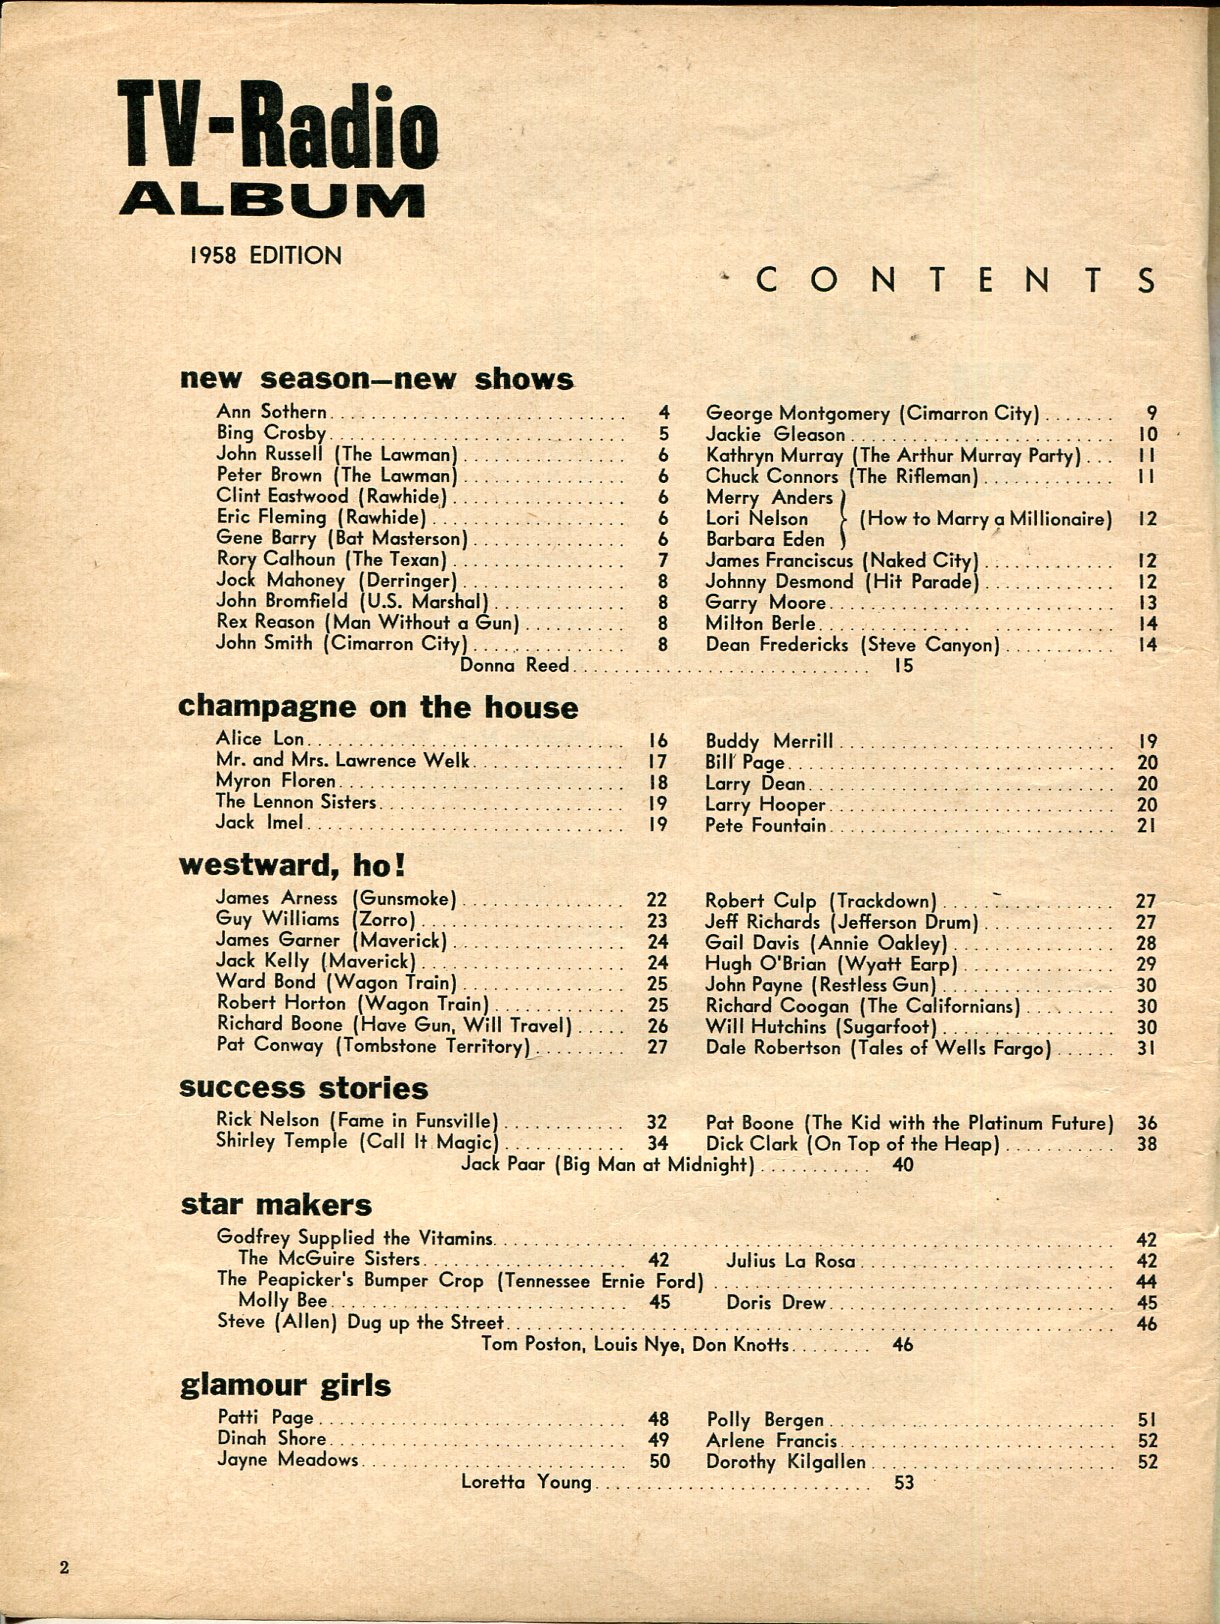 TV-Radio
ALBUM
1958 EDITION
CONTENTS
new season—new shows
Ann Sothern 4
Bing Crosby 5
John Russell (The Lawman) 6
Peter Brown (The Lawman) 6
Clint Eastwood (Rawhide) 6
Eric Fleming (Rawhide) 6
Gene Barry (Bat Masterson) 6
Rory Calhoun (The Texan) 7
Jock Mahoney (Derringer) 8
John Bromfield (U.S. Marshal) 8
Rex Reason (Man Without a Gun) 8
John Smith (Cimarron City) 8
George Montgomery (Cimarron City) 9
Jackie Gleason 10
Kathryn Murray (The Arthur Murray Party) 11
Chuck Connors (The Rifleman) 11
Merry Anders
Lori Nelson (How to Marry a Millionaire) 12
Barbara Eden
James Franciscus (Naked City) 12
Johnny Desmond (Hit Parade) 12
Garry Moore 13
Milton Berle 14
Dean Fredericks (Steve Canyon) 14
Donna Reed 15
champagne on the house
Alice Lon 16
Mr. and Mrs. Lawrence Welk 17
Myron Floren 18
The Lennon Sisters 19
Jack Imel 19
Buddy Merrill 19
Bill Page 20
Larry Dean 20
Larry Hooper 20
Pete Fountain 21
westward, ho!
James Arness (Gunsmoke) 22
Guy Williams (Zorro) 23
James Garner (Maverick) 24
Jack Kelly (Maverick) 24
Ward Bond (Wagon Train) 25
Robert Horton (Wagon Train) 25
Richard Boone (Have Gun, Will Travel) 26
Pat Conway (Tombstone Territory) 27
Robert Culp (Trackdown) 27
Jeff Richards (Jefferson Drum) 27
Gail Davis (Annie Oakley) 28
Hugh O'Brian (Wyatt Earp) 29
John Payne (Restless Gun) 30
Richard Coogan (The Californians) 30
Will Hutchins (Sugarfoot) 30
Dale Robertson (Tales of Wells Fargo) 31
success stories
Rick Nelson (Fame in Funsville) 32
Shirley Temple (Call It Magic) 34
Pat Boone (The Kid with the Platinum Future) 36
Dick Clark (On Top of the Heap) 38
Jack Paar (Big Man at Midnight) 40
star makers
Godfrey Supplied the Vitamins 42
The McGuire Sisters 42 Julius La Rosa 42
The Peapicker's Bumper Crop (Tennessee Ernie Ford) 44
Molly Bee 45 Doris Drew 45
Steve (Allen) Dug up the Street 46
Tom Poston, Louis Nye, Don Knotts 46
glamour girls
Patti Page 48
Dinah Shore 49
Jayne Meadows 50
Polly Bergen 51
Arlene Francis 52
Dorothy Kilgallen 52
Loretta Young 53
2